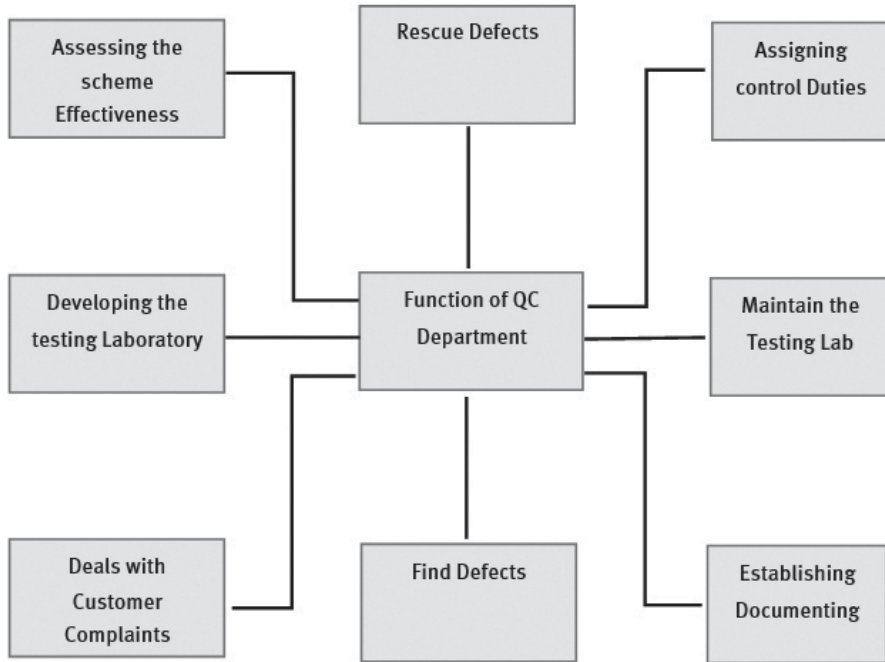 Assessing the
scheme
Effectiveness
Rescue Defects
Assigning
control Duties
Developing the
testing Laboratory
Function of QC
Department
Maintain the
Testing Lab
Deals with
Customer
Complaints
Find Defects
Establishing
Documenting